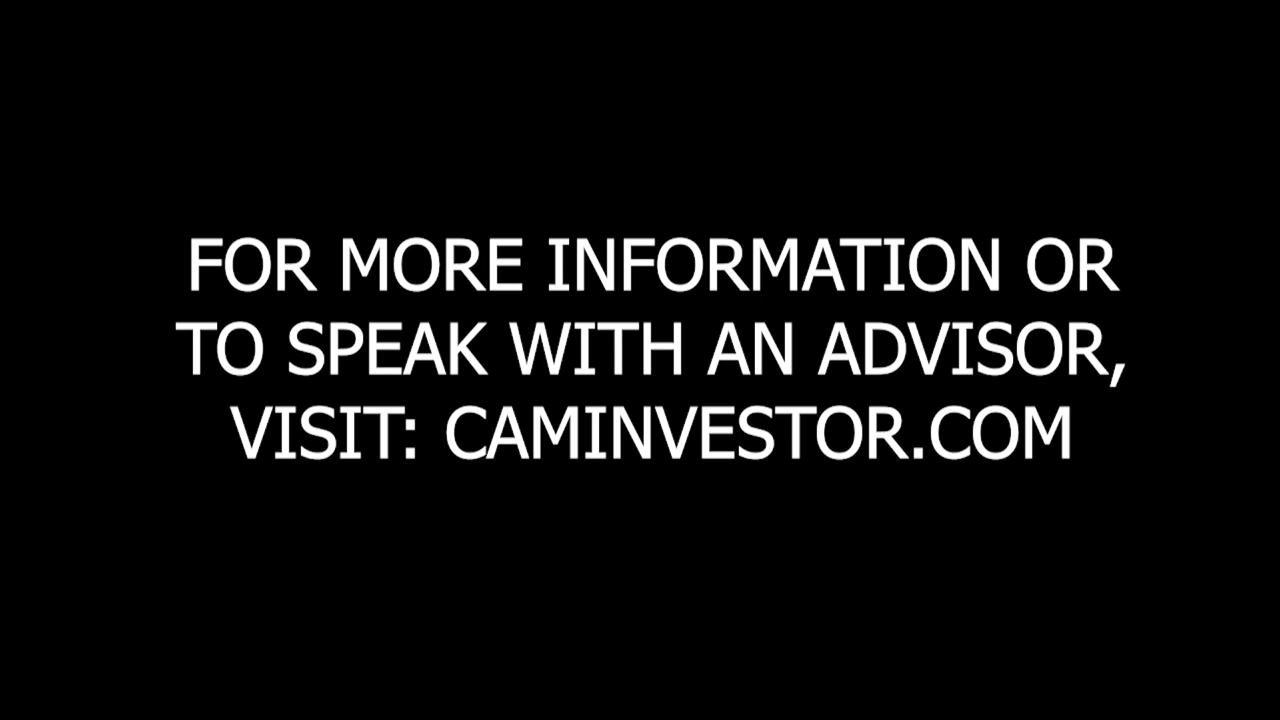 FOR MORE INFORMATION OR
TO SPEAK WITH AN ADVISOR,
VISIT: CAMINVESTOR.COM